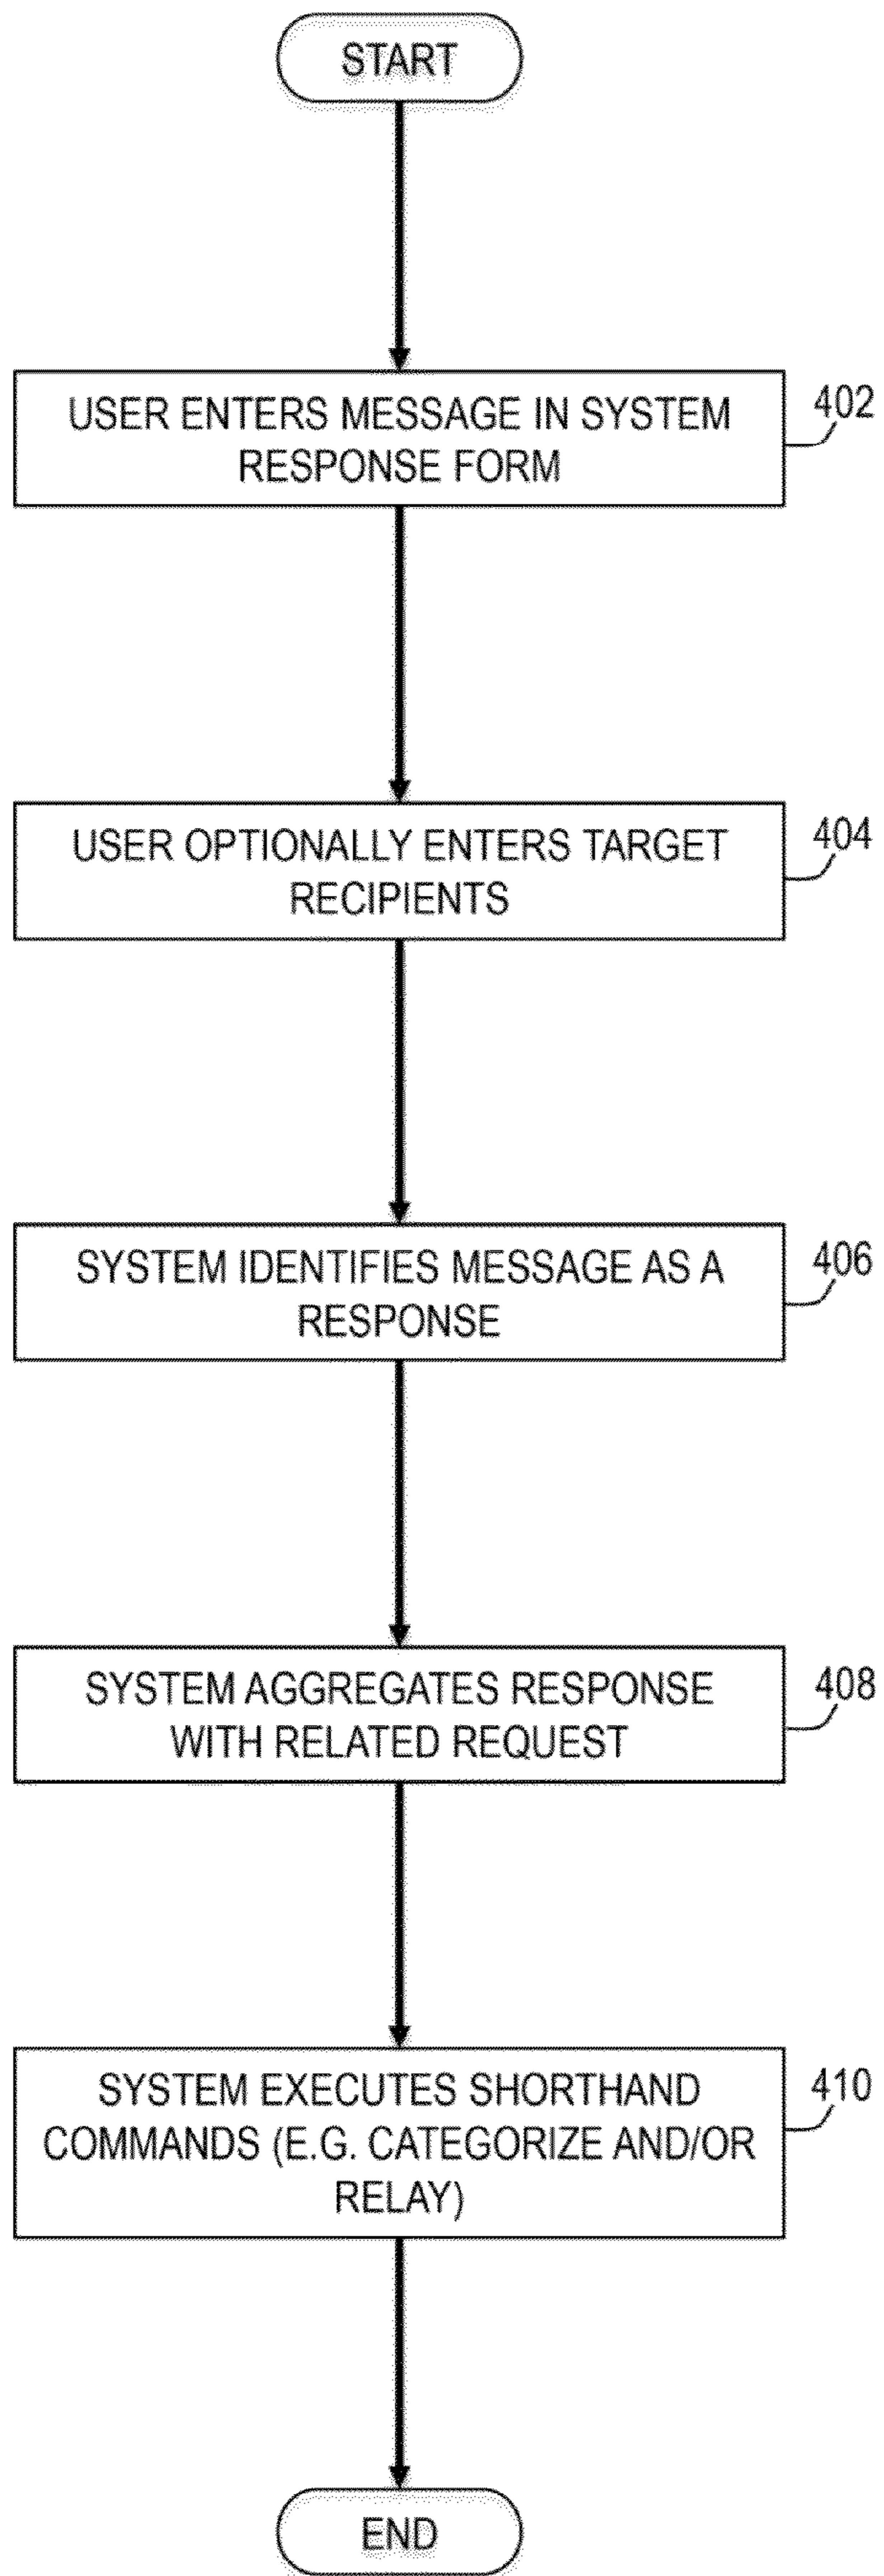 START
USER ENTERS MESSAGE IN SYSTEM
RESPONSE FORM
402
USER OPTIONALLY ENTERS TARGET
RECIPIENTS
404
SYSTEM IDENTIFIES MESSAGE AS A
RESPONSE
406
SYSTEM AGGREGATES RESPONSE
WITH RELATED REQUEST
408
SYSTEM EXECUTES SHORTHAND
COMMANDS (E.G. CATEGORIZE AND/OR
RELAY)
410
END